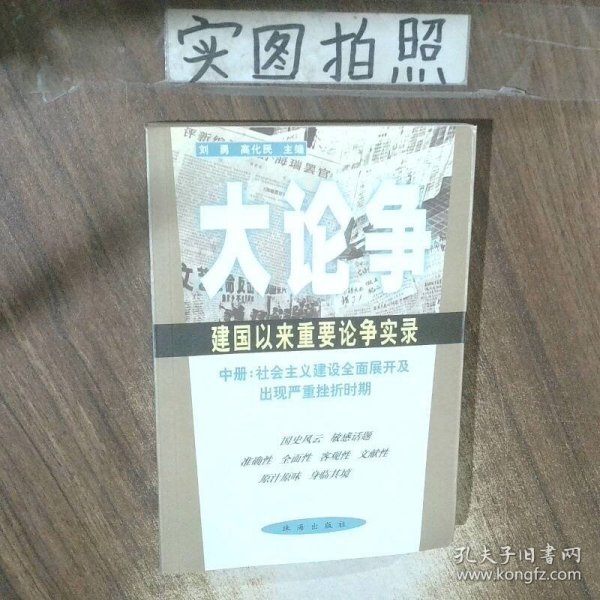 实图拍照
刘勇 高化民 主编
大论争
建国以来重要论争实录
中册:社会主义建设全面展开及
出现严重挫折时期
国史风云 敏感话题
准确性 全面性 客观性 文献性
原汁原味 身临其境
珠海出版社
孔夫子旧书网
www.kongfz.com